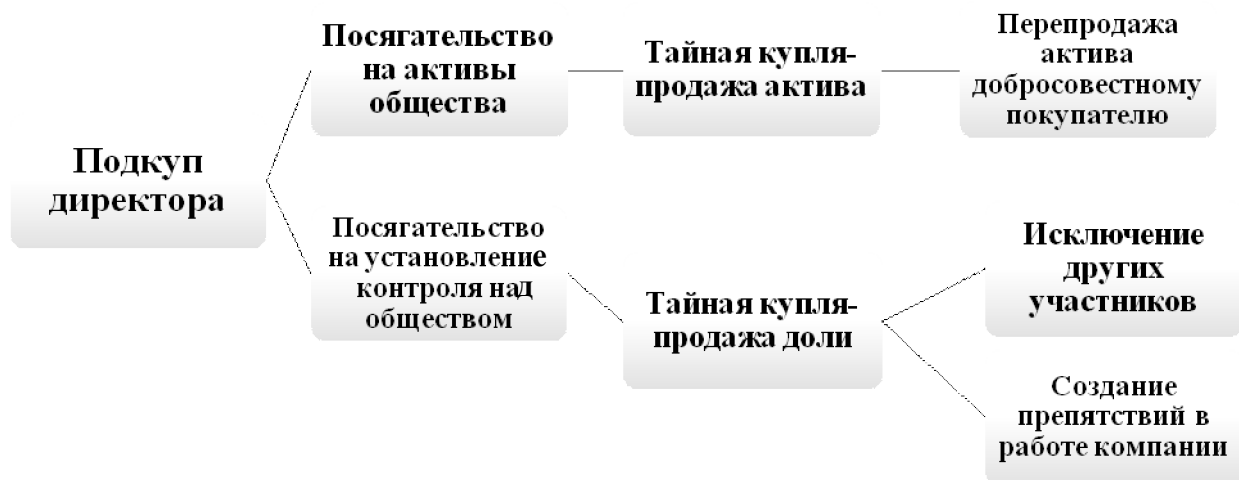 Подкуп
директора
Посягательство
на активы
общества
Тайная купля-
продажа актива
Перепродажа
актива
добросовестному
покупателю
Посягательство
на установление
контроля над
обществом
Тайная купля-
продажа доли
Исключение
других
участников
Создание
препятствий в
работе компании